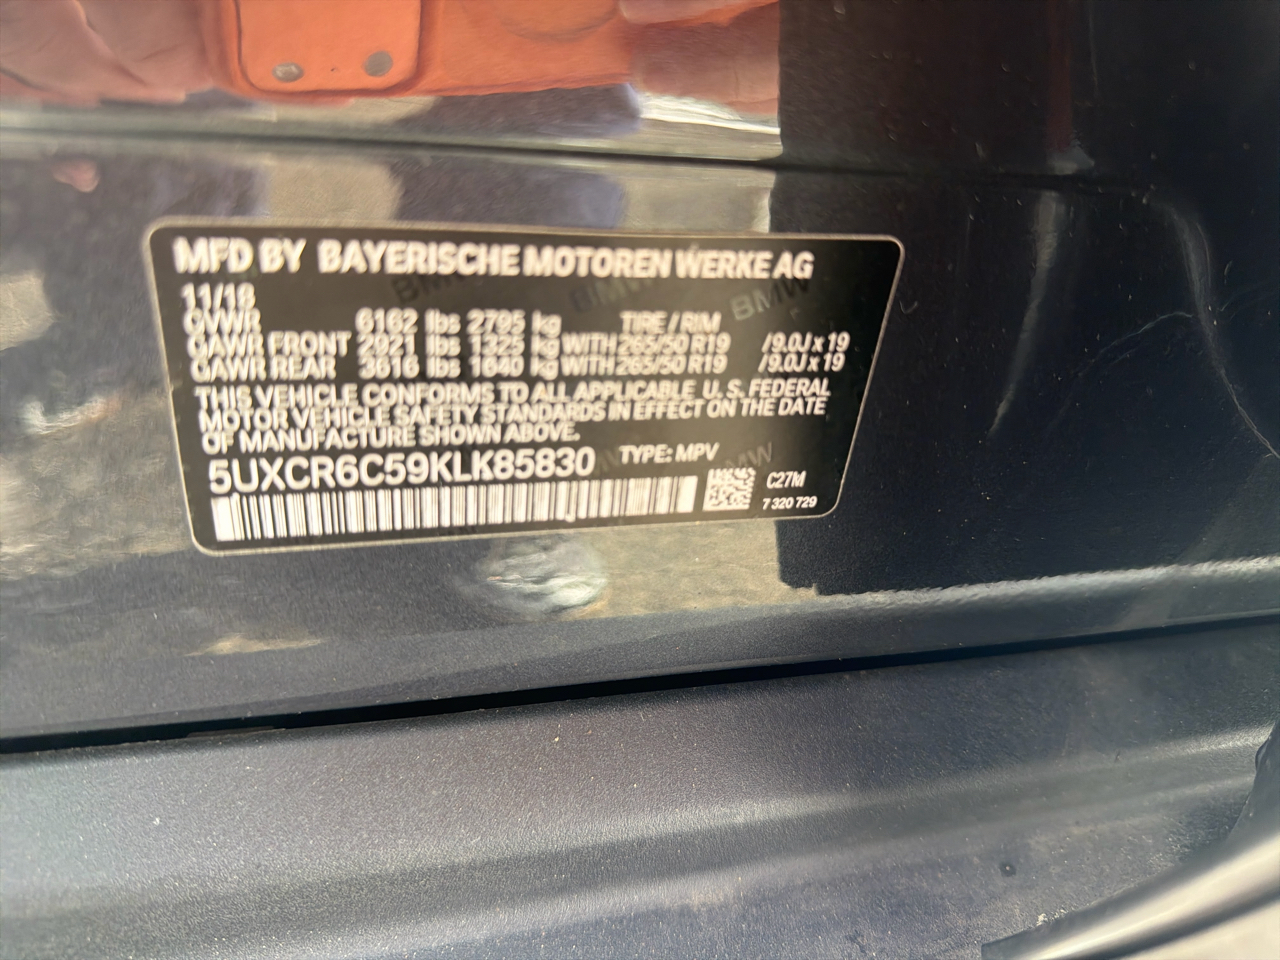 MFD BY BAYERISCHE MOTOREN WERKE AG
11/18
GVWR 6162 lbs 2795 kg TIRE / RIM
GAWR FRONT 2921 lbs 1325 kg WITH 265/50 R19 /9.0J x 19
GAWR REAR 3616 lbs 1640 kg WITH 265/50 R19 /9.0J x 19
THIS VEHICLE CONFORMS TO ALL APPLICABLE U.S. FEDERAL
MOTOR VEHICLE SAFETY STANDARDS IN EFFECT ON THE DATE
OF MANUFACTURE SHOWN ABOVE.
5UXCR6C59KLK85830 TYPE: MPV
C27M
7 320 729
BMW
BMW
BMW